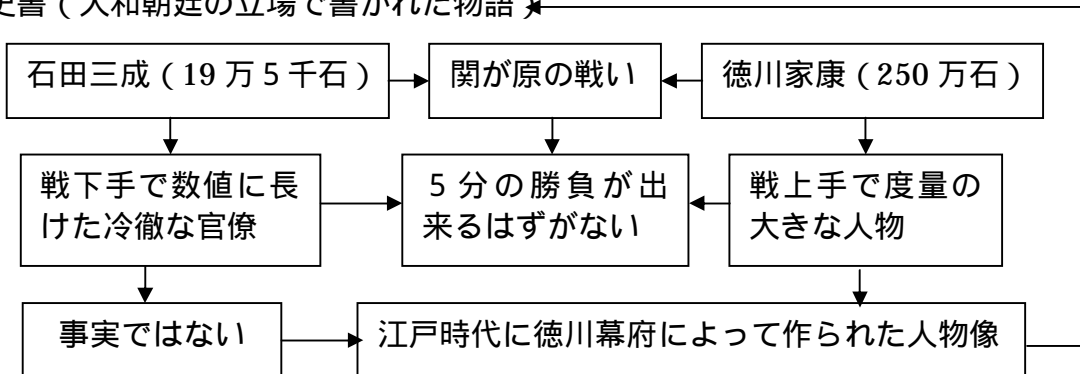 史書(大和朝廷の立場で書かれた物語)
石田三成(19万5千石)
関が原の戦い
徳川家康(250万石)
戦下手で数値に長
けた冷徹な官僚
5分の勝負が出
来るはずがない
戦上手で度量の
大きな人物
事実ではない
江戸時代に徳川幕府によって作られた人物像